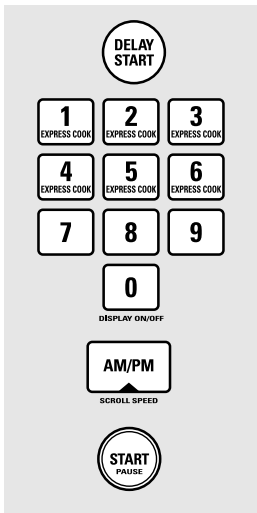 DELAY
START
1 2 3
EXPRESS COOK EXPRESS COOK EXPRESS COOK
4 5 6
EXPRESS COOK EXPRESS COOK EXPRESS COOK
7 8 9
0
DISPLAY ON/OFF
AM/PM
SCROLL SPEED
START
PAUSE